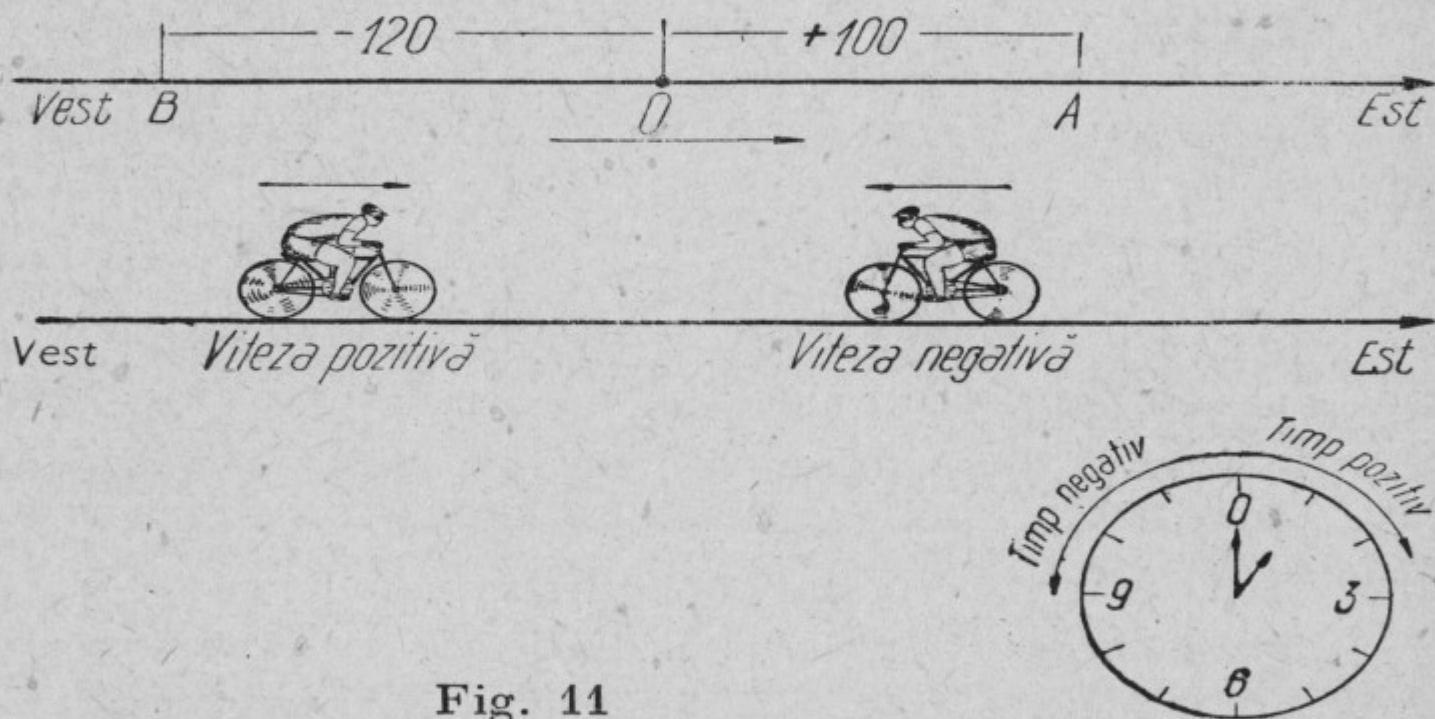 -120 +100
Vest B O A Est
Vest Viteza pozitivă Viteza negativă Est
Timp negativ Timp pozitiv
0
9 3
6
Fig. 11